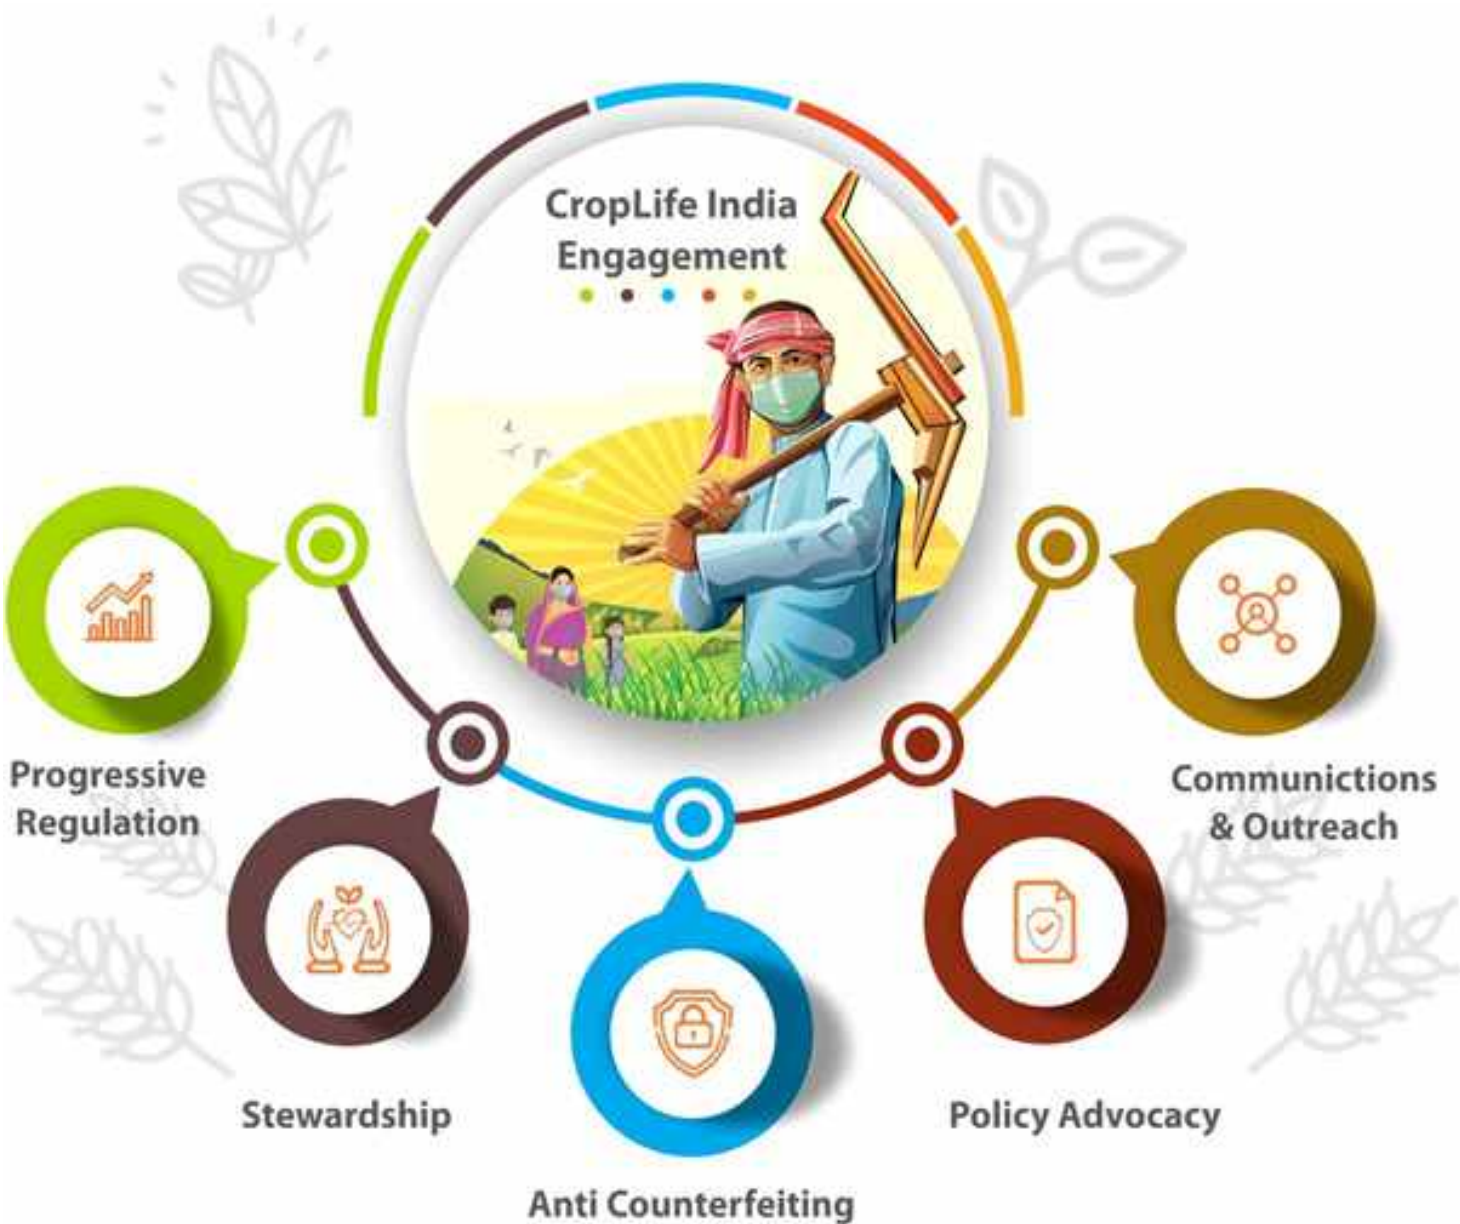 CropLife India
Engagement
Progressive
Regulation
Stewardship
Anti Counterfeiting
Policy Advocacy
Communictions
& Outreach